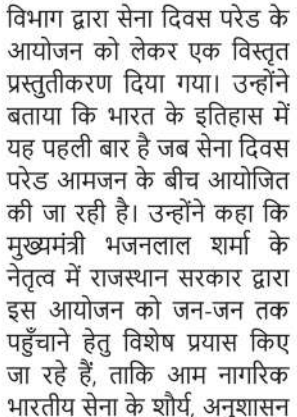 विभाग द्वारा सेना दिवस परेड के
आयोजन को लेकर एक विस्तृत
प्रस्तुतीकरण दिया गया। उन्होंने
बताया कि भारत के इतिहास में
यह पहली बार है जब सेना दिवस
परेड आमजन के बीच आयोजित
की जा रही है। उन्होंने कहा कि
मुख्यमंत्री भजनलाल शर्मा के
नेतृत्व में राजस्थान सरकार द्वारा
इस आयोजन को जन-जन तक
पहुँचाने हेतु विशेष प्रयास किए
जा रहे हैं, ताकि आम नागरिक
भारतीय सेना के शौर्य, अनुशासन